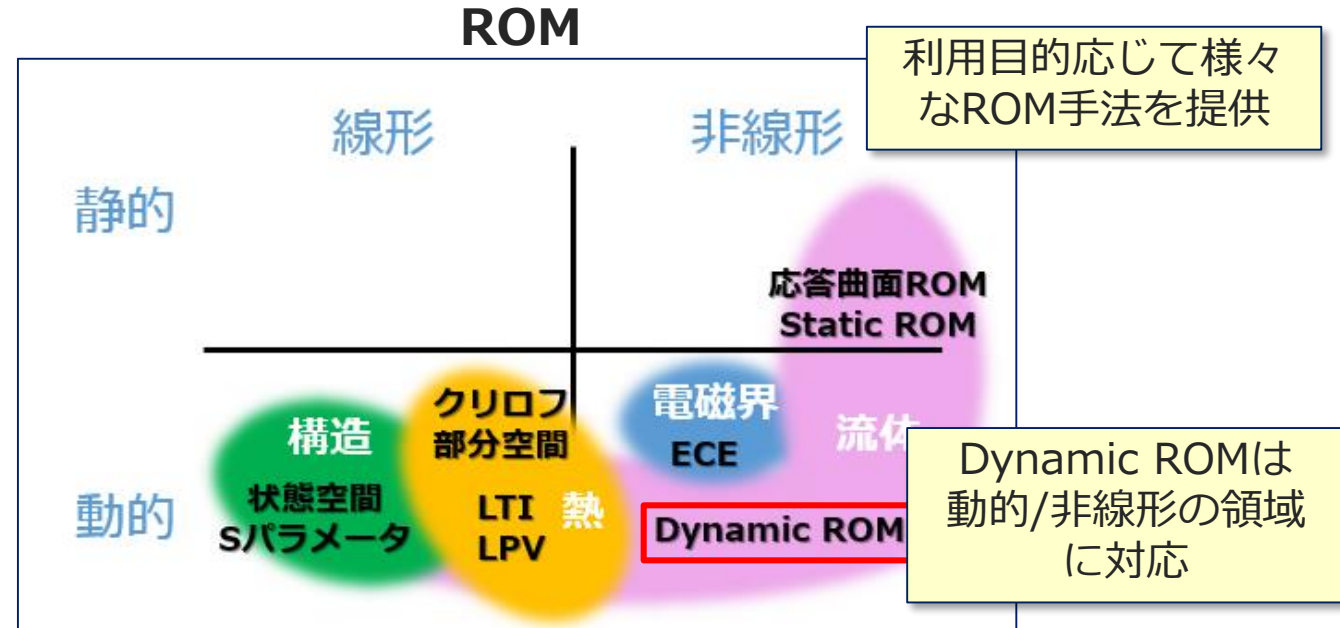 ROM
利用目的応じて様々
なROM手法を提供
線形
非線形
静的
応答曲面ROM
Static ROM
動的
構造
状態空間
Sパラメータ
クリロフ
部分空間
LTI
LPV
熱
電磁界
ECE
流体
Dynamic ROM
Dynamic ROMは
動的/非線形の領域
に対応